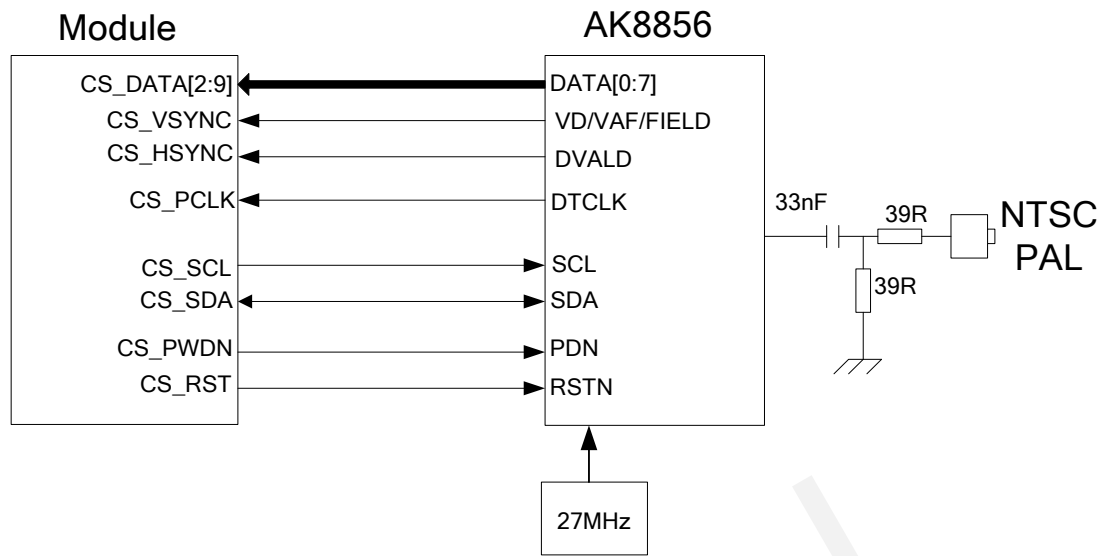 Module
AK8856
CS_DATA[2:9]
DATA[0:7]
CS_VSYNC
VD/VAF/FIELD
CS_HSYNC
DVALD
CS_PCLK
DTCLK
33nF
39R
NTSC
PAL
39R
CS_SCL
SCL
CS_SDA
SDA
CS_PWDN
PDN
CS_RST
RSTN
27MHz